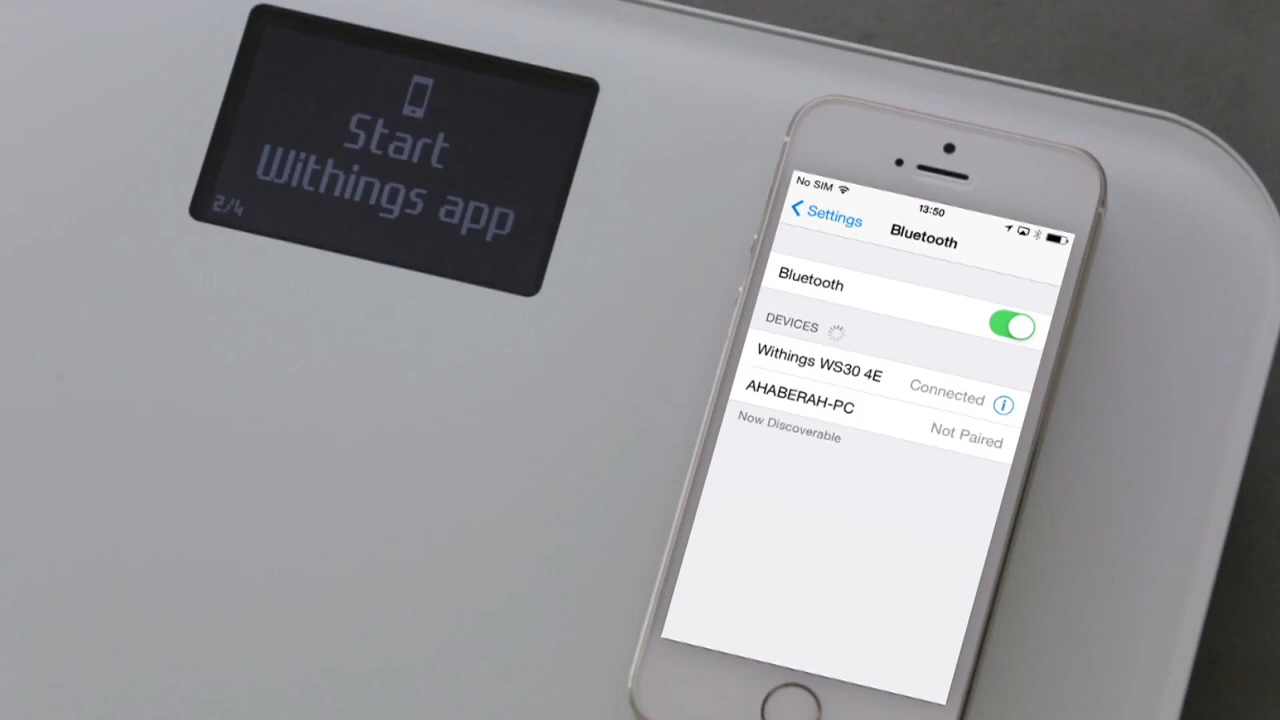 Start
Withings app
2/4
No SIM
13:50
Settings
Bluetooth
Bluetooth
DEVICES
Withings WS30 4E Connected
AHABERAH-PC Not Paired
Now Discoverable